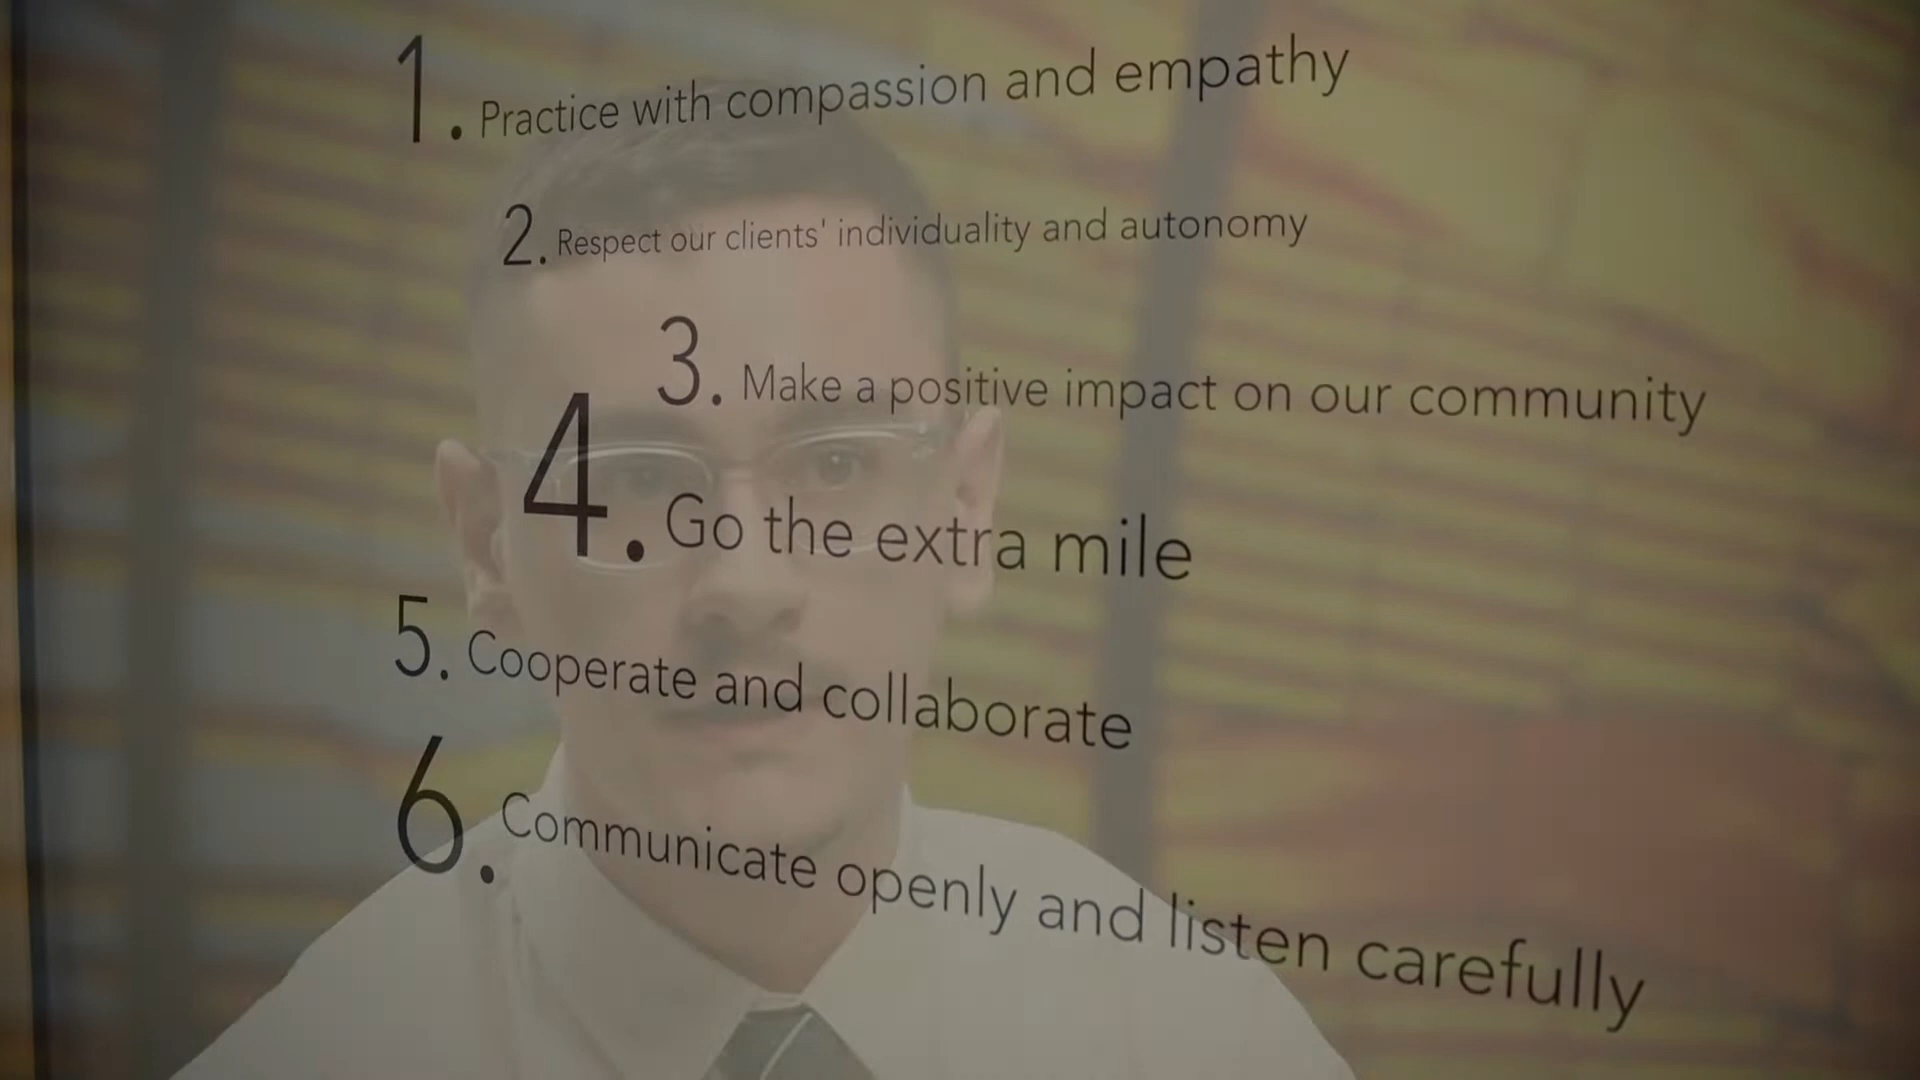 1. Practice with compassion and empathy
2. Respect our clients' individuality and autonomy
3. Make a positive impact on our community
4. Go the extra mile
5. Cooperate and collaborate
6. Communicate openly and listen carefully